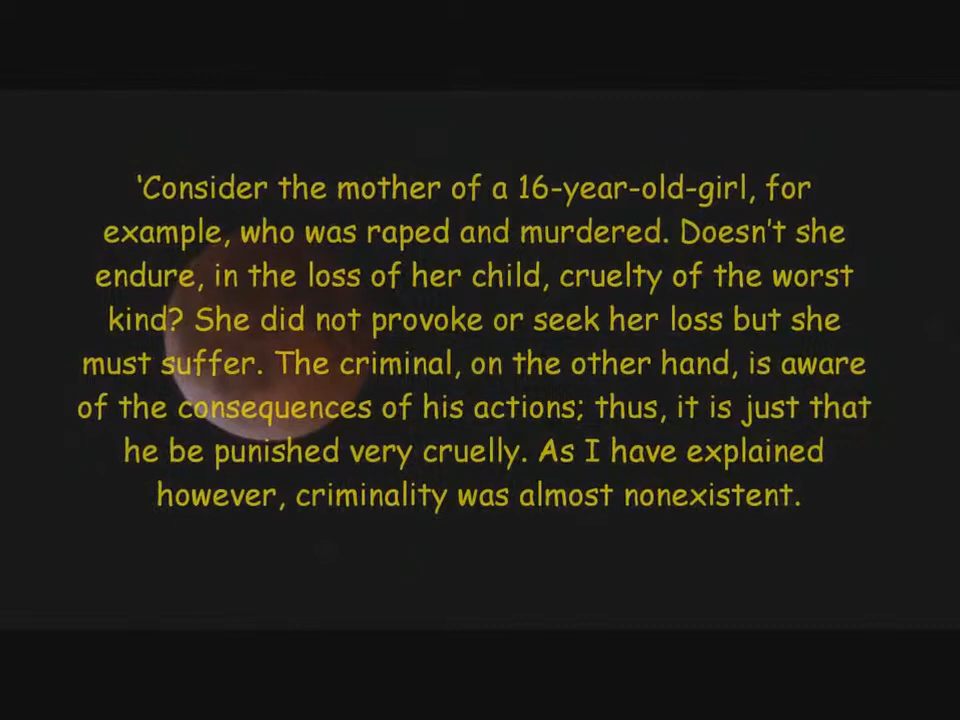 ‘Consider the mother of a 16-year-old-girl, for
example, who was raped and murdered. Doesn’t she
endure, in the loss of her child, cruelty of the worst
kind? She did not provoke or seek her loss but she
must suffer. The criminal, on the other hand, is aware
of the consequences of his actions; thus, it is just that
he be punished very cruelly. As I have explained
however, criminality was almost nonexistent.